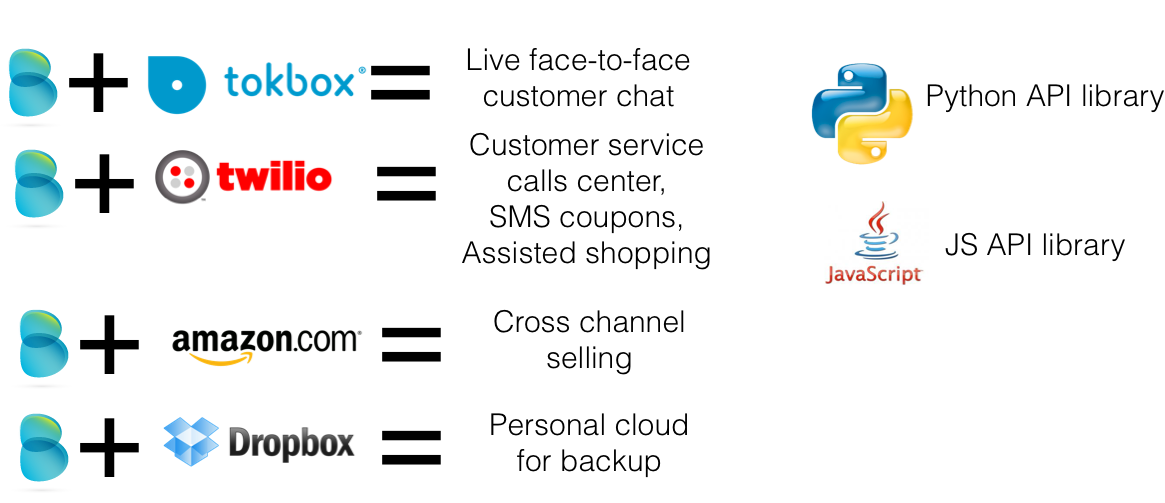 tokbox®
Live face-to-face
customer chat
twilio™
Customer service
calls center,
SMS coupons,
Assisted shopping
amazon.com®
Cross channel
selling
Dropbox
Personal cloud
for backup
Python API library
JavaScript
JS API library